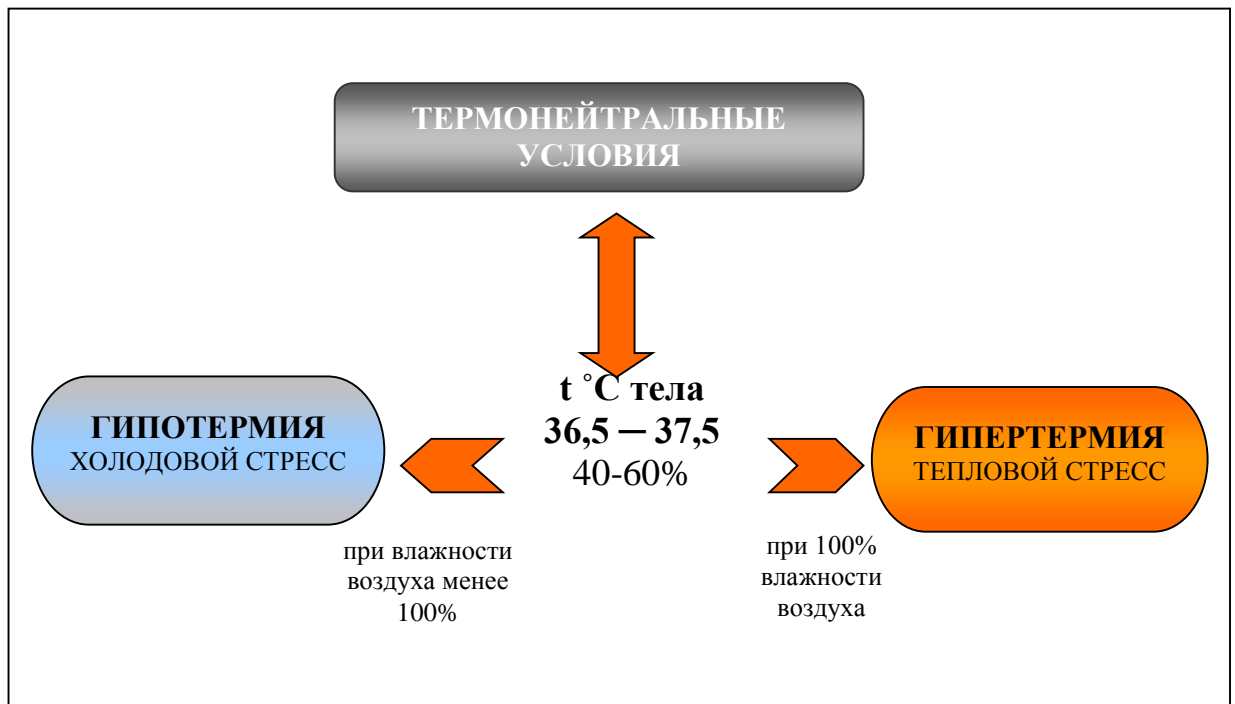 ТЕРМОНЕЙТРАЛЬНЫЕ
УСЛОВИЯ
t ˚C тела
36,5 — 37,5
40-60%
ГИПОТЕРМИЯ
ХОЛОДОВОЙ СТРЕСС
ГИПЕРТЕРМИЯ
ТЕПЛОВОЙ СТРЕСС
при влажности
воздуха менее
100%
при 100%
влажности
воздуха